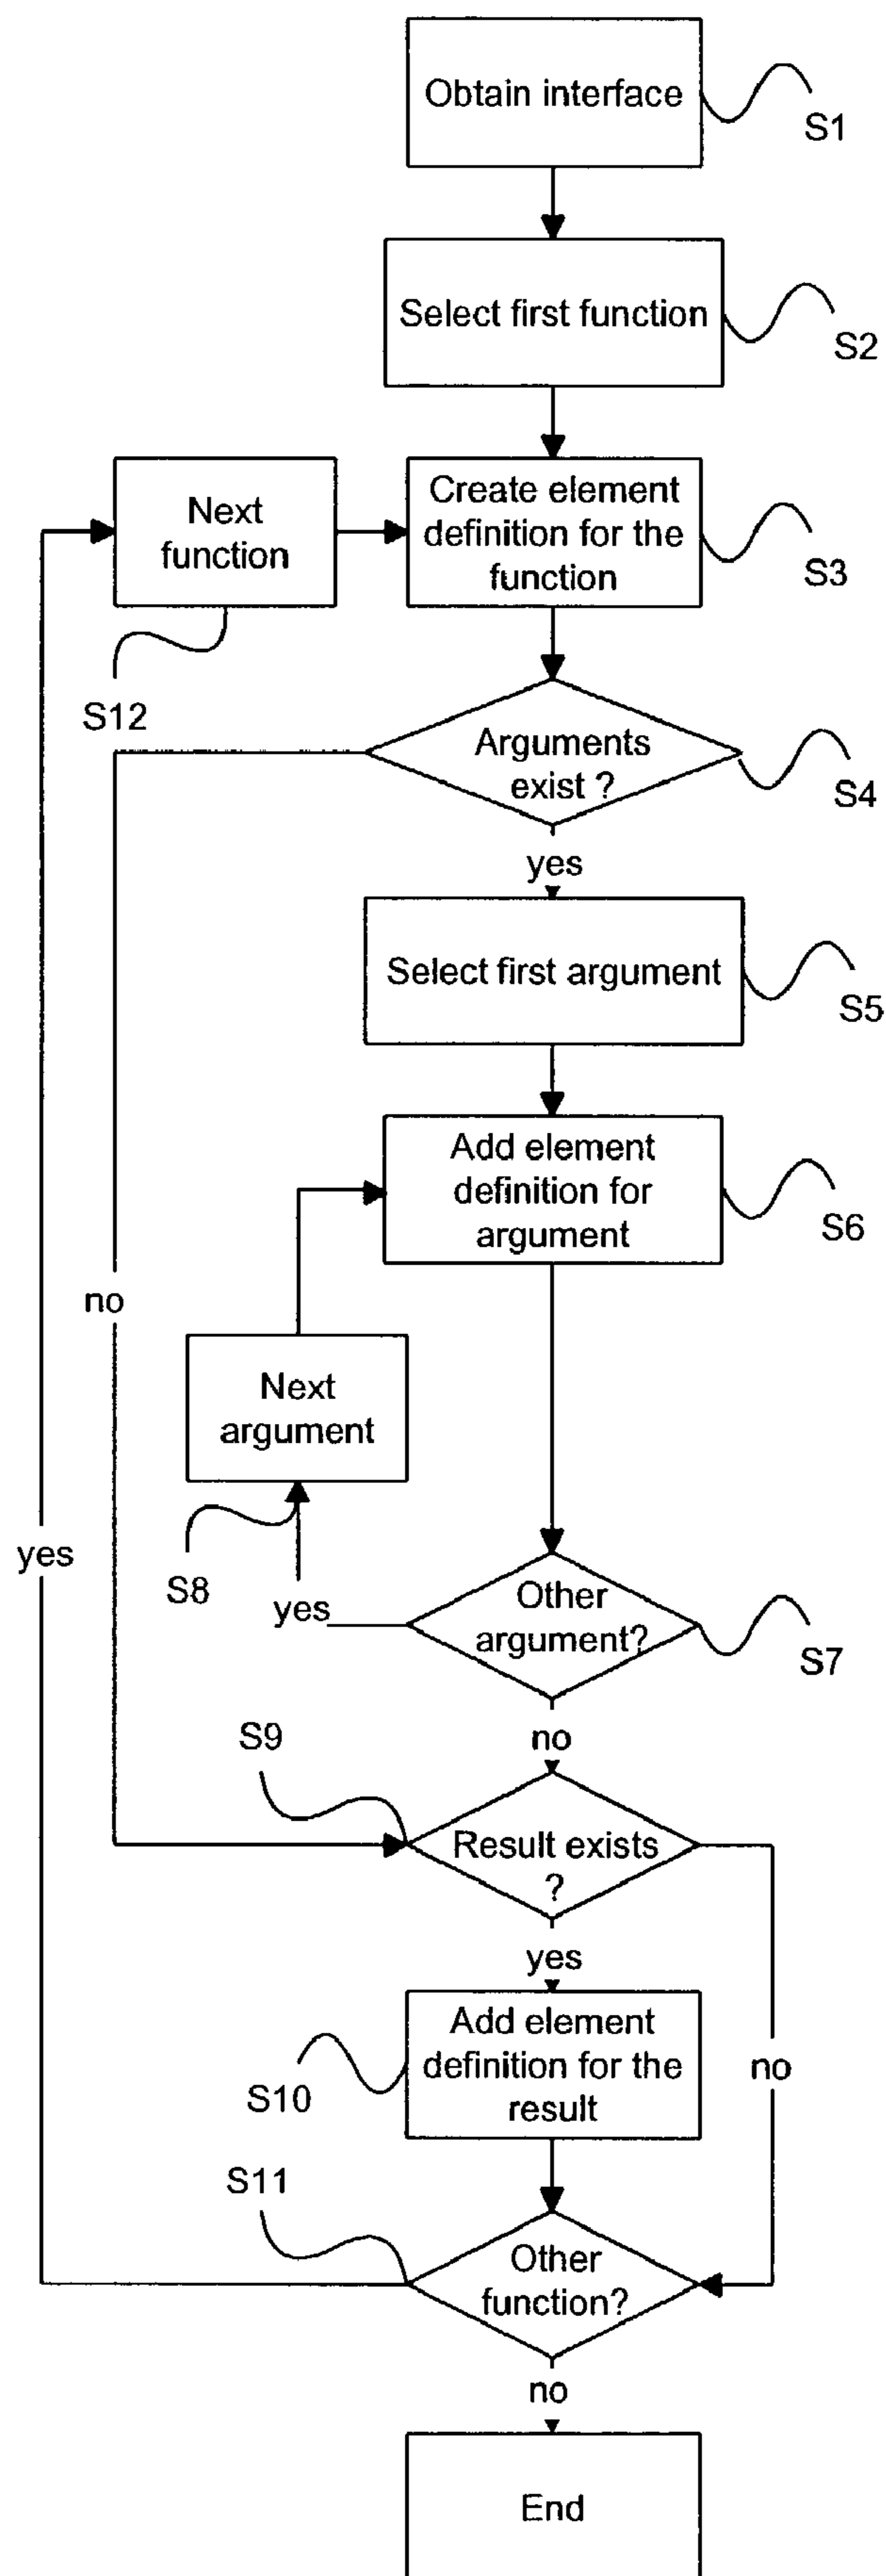 Obtain interface
S1
Select first function
S2
Next
function
S12
Create element
definition for the
function
S3
Arguments
exist ?
S4
yes
Select first argument
S5
Add element
definition for
argument
S6
no
Next
argument
S8
yes
yes
Other
argument?
S7
no
S9
Result exists
?
yes
Add element
definition for the
result
S10
no
S11
Other
function?
no
End